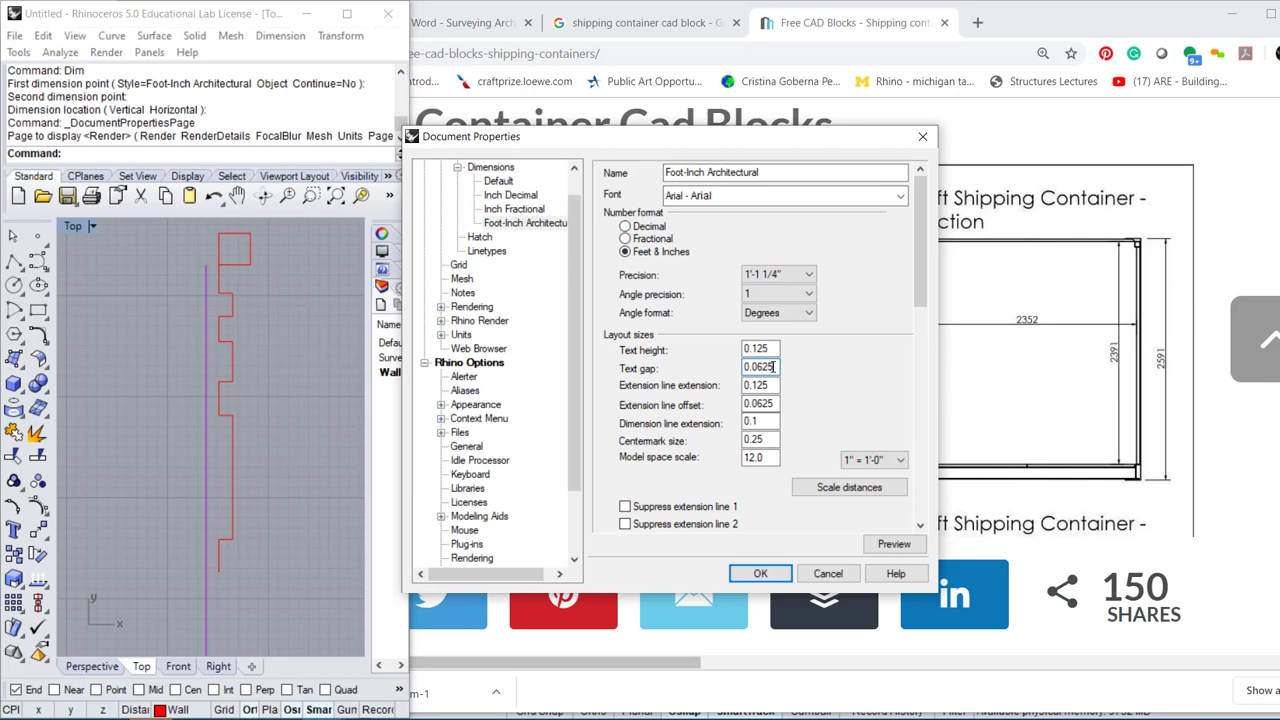 Untitled - Rhinoceros 5.0 Educational Lab License - [To...
File Edit View Curve Surface Solid Mesh Dimension Transform
Tools Analyze Render Panels Help
Command: Dim
First dimension point ( Style=Foot-Inch Architectural Object Continue=No ):
Second dimension point:
Dimension location ( Vertical Horizontal ):
Command: _DocumentPropertiesPage
Page to display <Render> ( Render RenderDetails FocalBlur Mesh Units Page
Command:
Standard CPlanes Set View Display Select Viewport Layout Visibility
Top
Perspective Top Front Right
End Near Point Mid Cen Int Perp Tan Quad
CPl x y z Distar Wall Grid Ort Pla Osn Smar Gun Record
Word - Surveying Arch
shipping container cad block - G
Free CAD Blocks - Shipping cont
ee-cad-blocks-shipping-containers/
9+
introd... craftprize.loewe.com Public Art Opportu... Cristina Goberna Pe... Rhino - michigan ta... Structures Lectures (17) ARE - Building...
Container Cad Blocks
Document Properties
Dimensions
Default
Inch Decimal
Inch Fractional
Foot-Inch Architectu
Hatch
Linetypes
Grid
Mesh
Notes
Rendering
Rhino Render
Units
Web Browser
Rhino Options
Alerter
Aliases
Appearance
Context Menu
Files
General
Idle Processor
Keyboard
Libraries
Licenses
Modeling Aids
Mouse
Plug-ins
Rendering
Name Foot-Inch Architectural
Font Arial - Arial
Number format
Decimal
Fractional
Feet & Inches
Precision: 1'-1 1/4"
Angle precision: 1
Angle format: Degrees
Layout sizes
Text height: 0.125
Text gap: 0.0625
Extension line extension: 0.125
Extension line offset: 0.0625
Dimension line extension: 0.1
Centermark size: 0.25
Model space scale: 12.0 1" = 1'-0"
Scale distances
Suppress extension line 1
Suppress extension line 2
Preview
OK Cancel Help
Name
Defau
Surve
Wall
ft Shipping Container -
ction
2352
2391
2591
ft Shipping Container -
150
SHARES
m-1
Show a